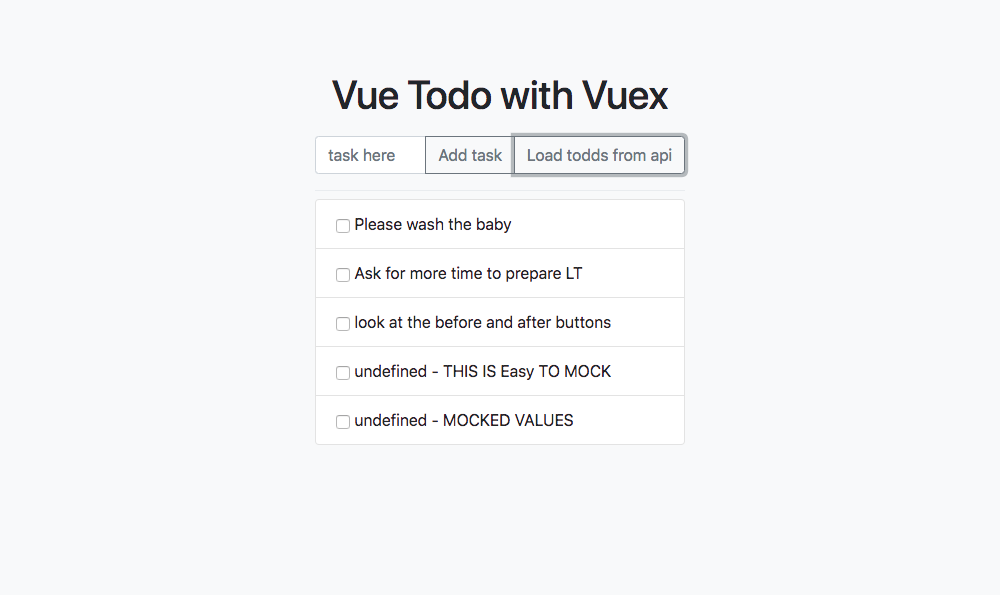 Vue Todo with Vuex
task here Add task Load todds from api
Please wash the baby
Ask for more time to prepare LT
look at the before and after buttons
undefined - THIS IS Easy TO MOCK
undefined - MOCKED VALUES